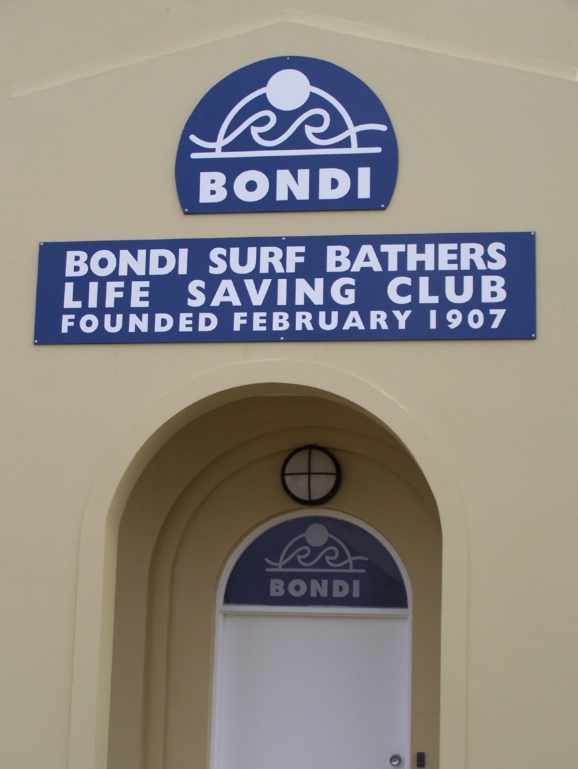 BONDI
BONDI SURF BATHERS
LIFE SAVING CLUB
FOUNDED FEBRUARY 1907
BONDI